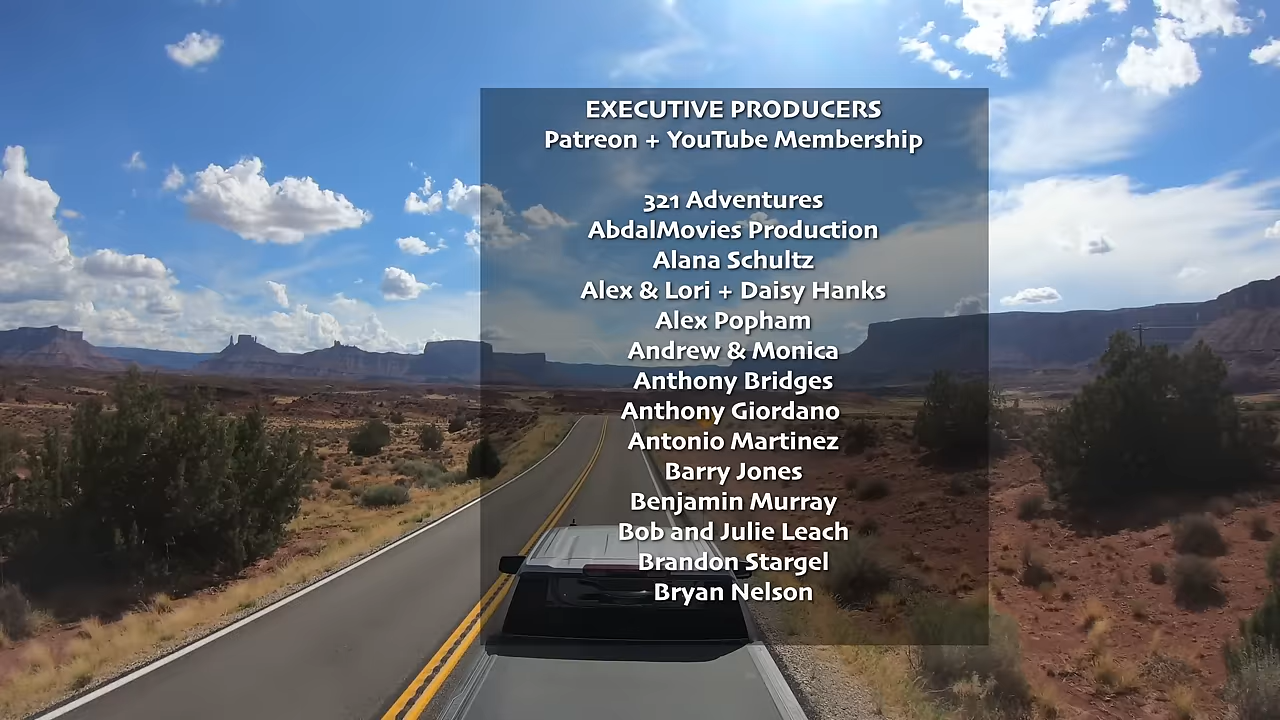 EXECUTIVE PRODUCERS
Patreon + YouTube Membership
321 Adventures
AbdalMovies Production
Alana Schultz
Alex & Lori + Daisy Hanks
Alex Popham
Andrew & Monica
Anthony Bridges
Anthony Giordano
Antonio Martinez
Barry Jones
Benjamin Murray
Bob and Julie Leach
Brandon Stargel
Bryan Nelson